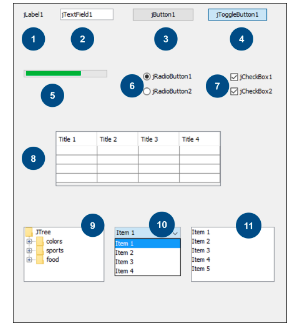 jLabel1 jTextField1 jButton1 jToggleButton1
1 2 3 4
jRadioButton1 jCheckBox1
5 6 7
jRadioButton2 jCheckBox2
Title 1 Title 2 Title 3 Title 4
8
9 10 11
JTree Item 1 Item 1
colors Item 1 Item 2
sports Item 2 Item 3
food Item 3 Item 4
Item 4 Item 5